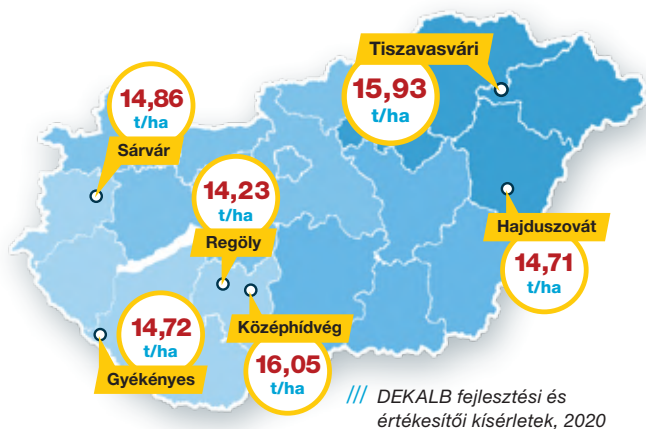 Tiszavasvári
15,93
t/ha
14,86
t/ha
Sárvár
14,23
t/ha
Regöly
Hajduszovát
14,71
t/ha
Középhídvég
16,05
t/ha
14,72
t/ha
Gyékényes
/// DEKALB fejlesztési és
értékesítői kísérletek, 2020